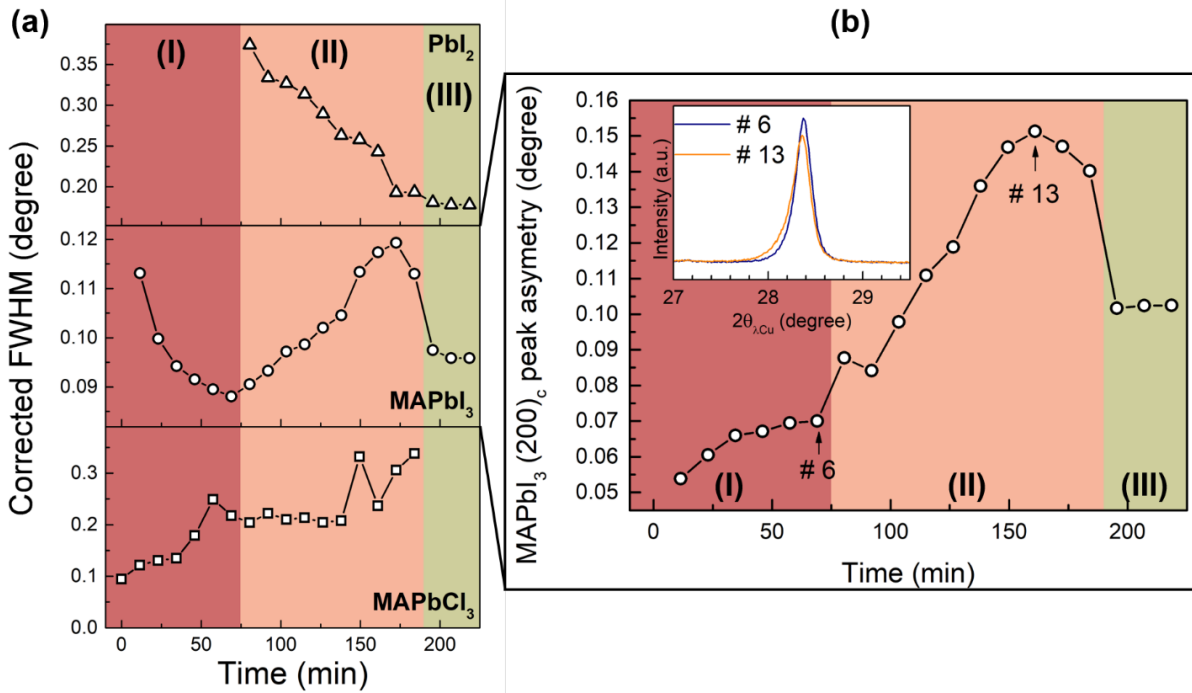 (a)
(b)
Corrected FWHM (degree)
(I)
(II)
(III)
PbI2
0.35
0.30
0.25
0.20
MAPbI3
0.12
0.11
0.10
0.09
MAPbCl3
0.3
0.2
0.1
0.0
0 50 100 150 200
Time (min)
MAPbI3 (200)c peak asymetry (degree)
0.16
0.15
0.14
0.13
0.12
0.11
0.10
0.09
0.08
0.07
0.06
0.05
Intensity (a.u.)
# 6
# 13
27 28 29
2θλCu (degree)
# 13
# 6
(I)
(II)
(III)
0 50 100 150 200
Time (min)